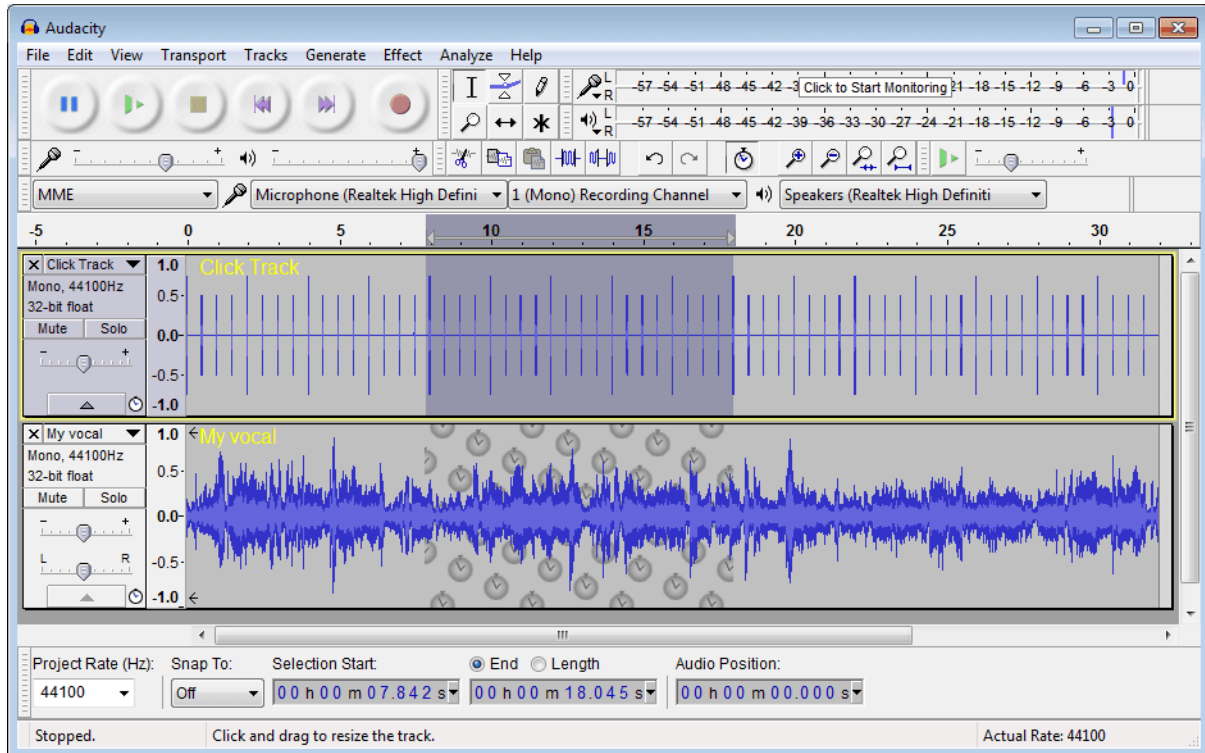 Audacity
File Edit View Transport Tracks Generate Effect Analyze Help
L R -57 -54 -51 -48 -45 -42 -3 Click to Start Monitoring 21 -18 -15 -12 -9 -6 -3 0
L R -57 -54 -51 -48 -45 -42 -39 -36 -33 -30 -27 -24 -21 -18 -15 -12 -9 -6 -3 0
- + - + - +
MME Microphone (Realtek High Defini 1 (Mono) Recording Channel Speakers (Realtek High Definiti
-5 0 5 10 15 20 25 30
X Click Track 1.0 Click Track
Mono, 44100Hz
32-bit float 0.5
Mute Solo 0.0
- +
-0.5
-1.0
X My vocal 1.0 My vocal
Mono, 44100Hz
32-bit float 0.5
Mute Solo
- + 0.0
L R -0.5
-1.0
Project Rate (Hz): Snap To: Selection Start: End Length Audio Position:
44100 Off 00 h 00 m 07.842 s 00 h 00 m 18.045 s 00 h 00 m 00.000 s
Stopped. Click and drag to resize the track. Actual Rate: 44100